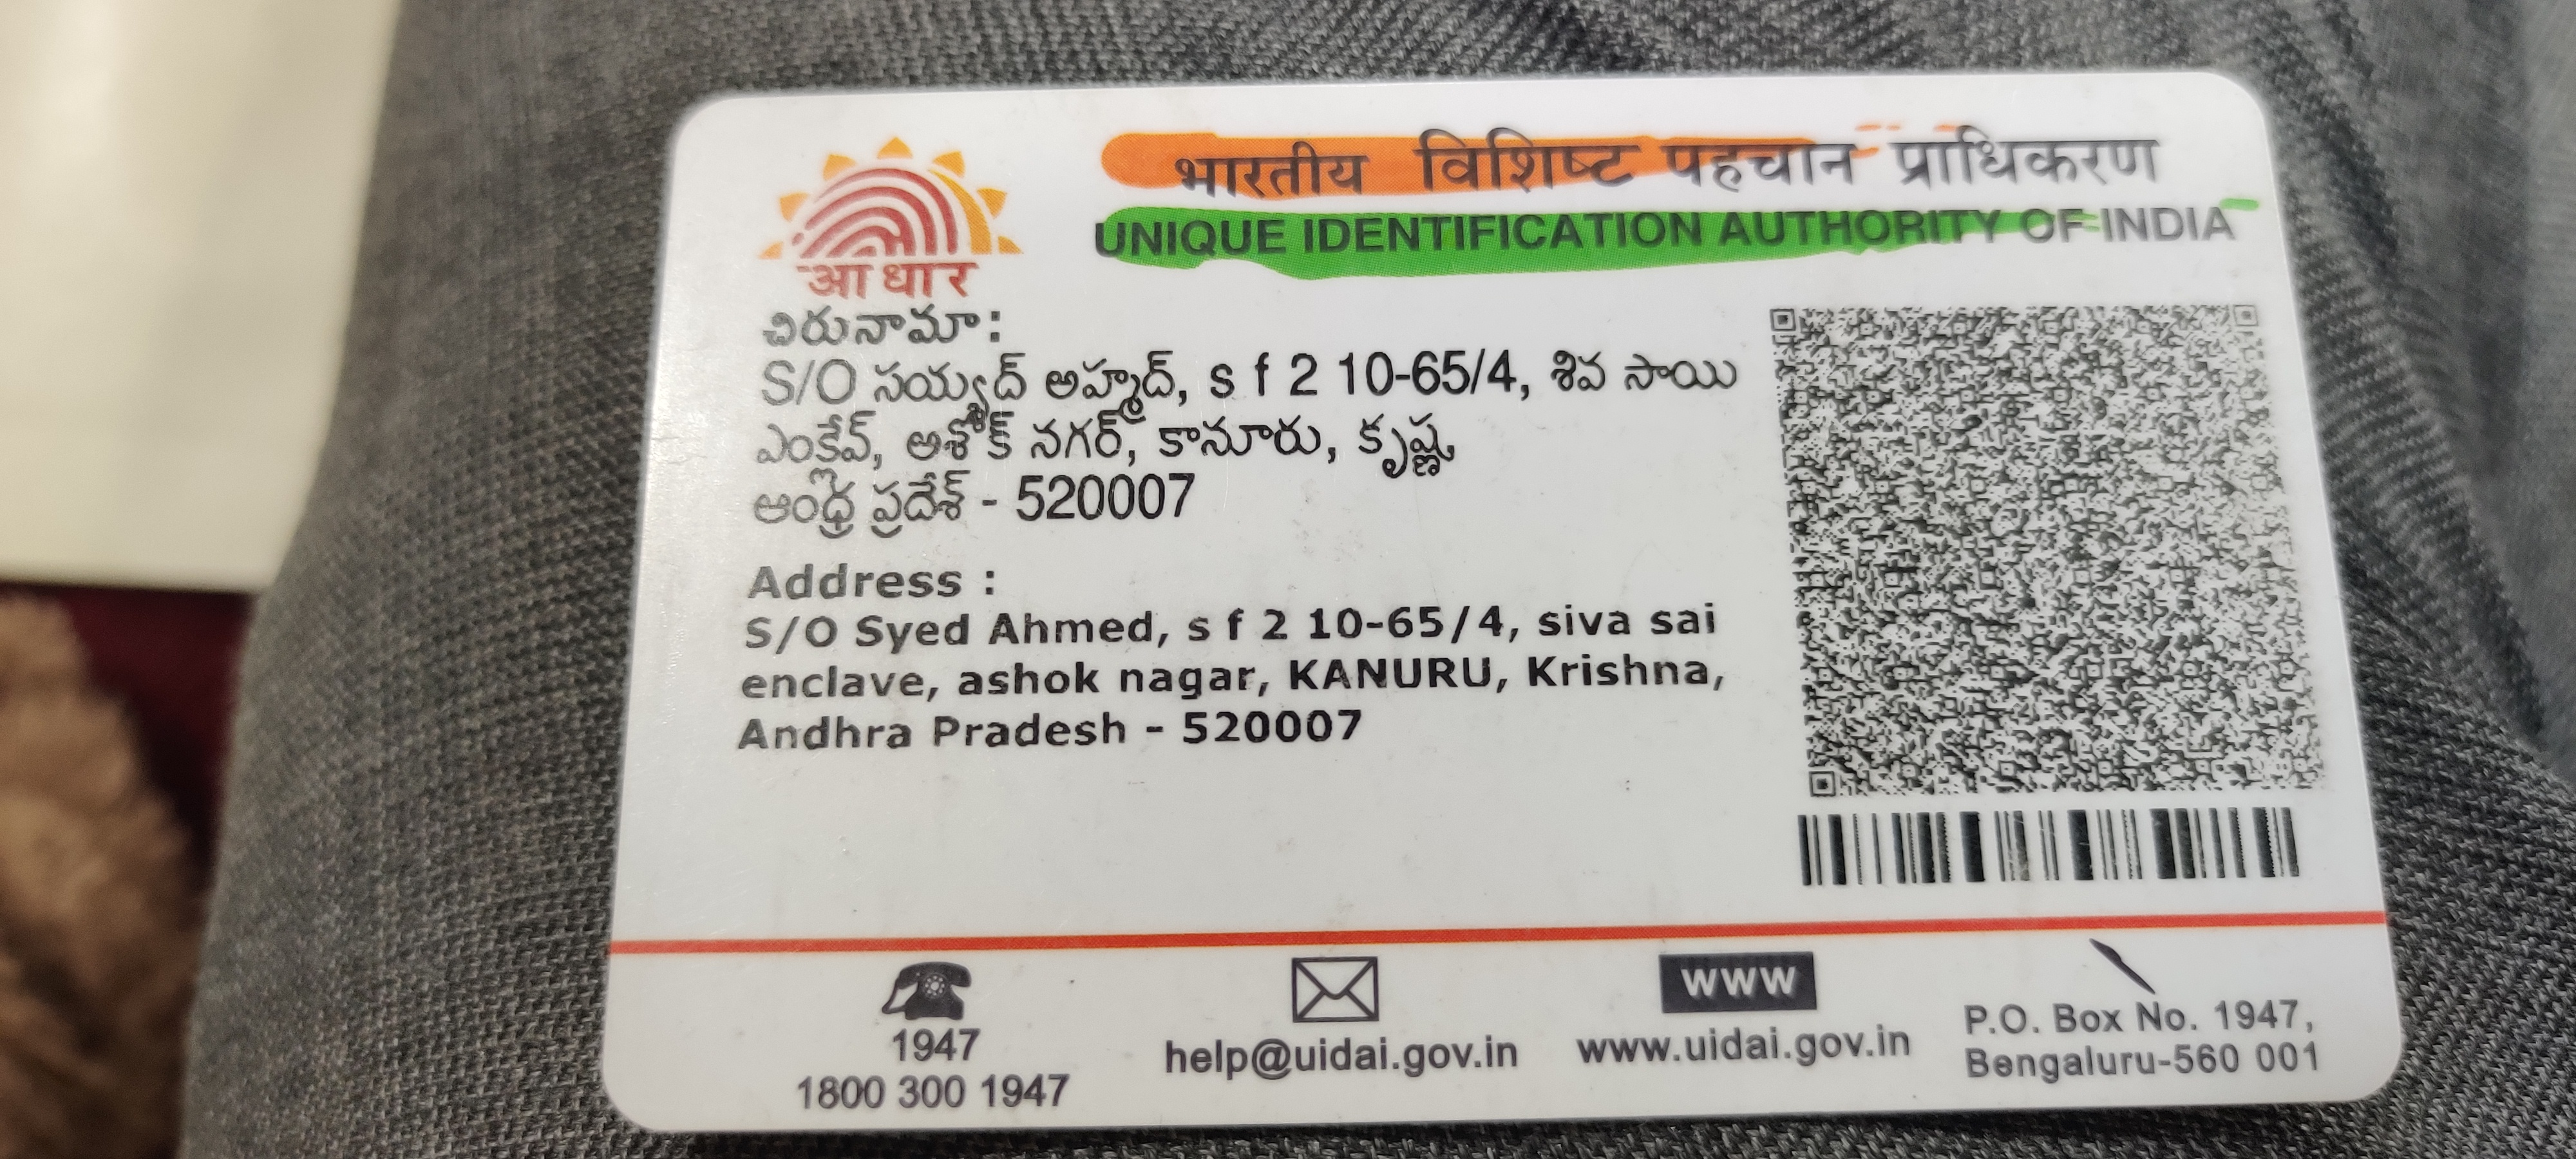 भारतीय विशिष्ट पहचान प्राधिकरण
UNIQUE IDENTIFICATION AUTHORITY OF INDIA
आधार
చిరునామా:
S/O సయ్యద్ అహ్మద్, s f 2 10-65/4, శివ సాయి
ఎంక్లేవ్, అశోక్ నగర్, కానూరు, కృష్ణ
ఆంధ్ర ప్రదేశ్ - 520007
Address :
S/O Syed Ahmed, s f 2 10-65/4, siva sai
enclave, ashok nagar, KANURU, Krishna,
Andhra Pradesh - 520007
1947
1800 300 1947
help@uidai.gov.in
WWW
www.uidai.gov.in
P.O. Box No. 1947,
Bengaluru-560 001